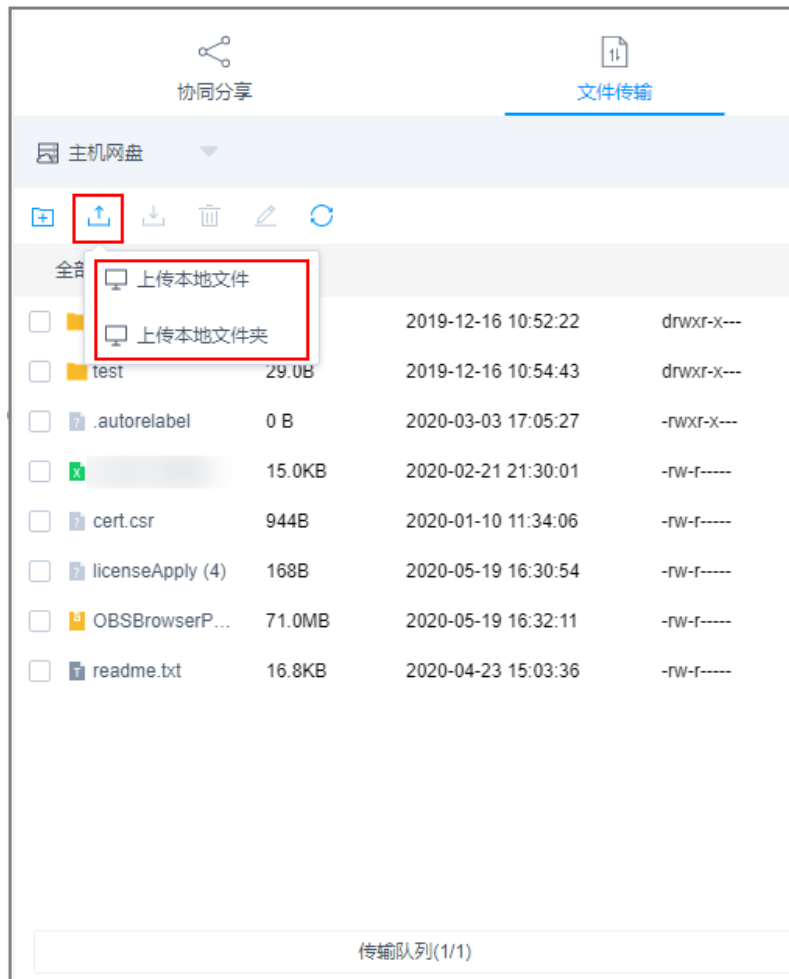 协同分享 文件传输
主机网盘
上传本地文件
上传本地文件夹
全部
2019-12-16 10:52:22 drwxr-x---
test 29.0B 2019-12-16 10:54:43 drwxr-x---
.autorelabel 0 B 2020-03-03 17:05:27 -rwxr-x---
15.0KB 2020-02-21 21:30:01 -rw-r-----
cert.csr 944B 2020-01-10 11:34:06 -rw-r-----
licenseApply (4) 168B 2020-05-19 16:30:54 -rw-r-----
OBSBrowserP... 71.0MB 2020-05-19 16:32:11 -rw-r-----
readme.txt 16.8KB 2020-04-23 15:03:36 -rw-r-----
传输队列(1/1)